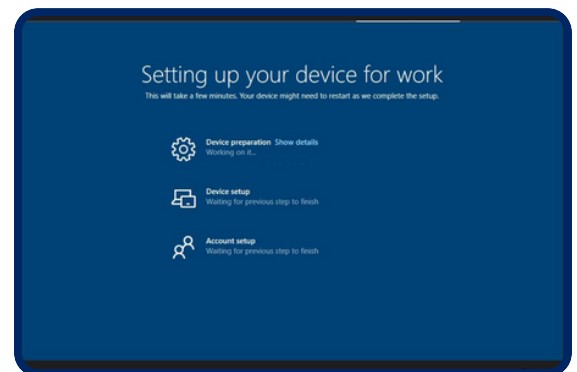 Setting up your device for work
This will take a few minutes. Your device might need to restart as we complete the setup.
Device preparation Show details
Working on it...
Device setup
Waiting for previous step to finish
Account setup
Waiting for previous step to finish